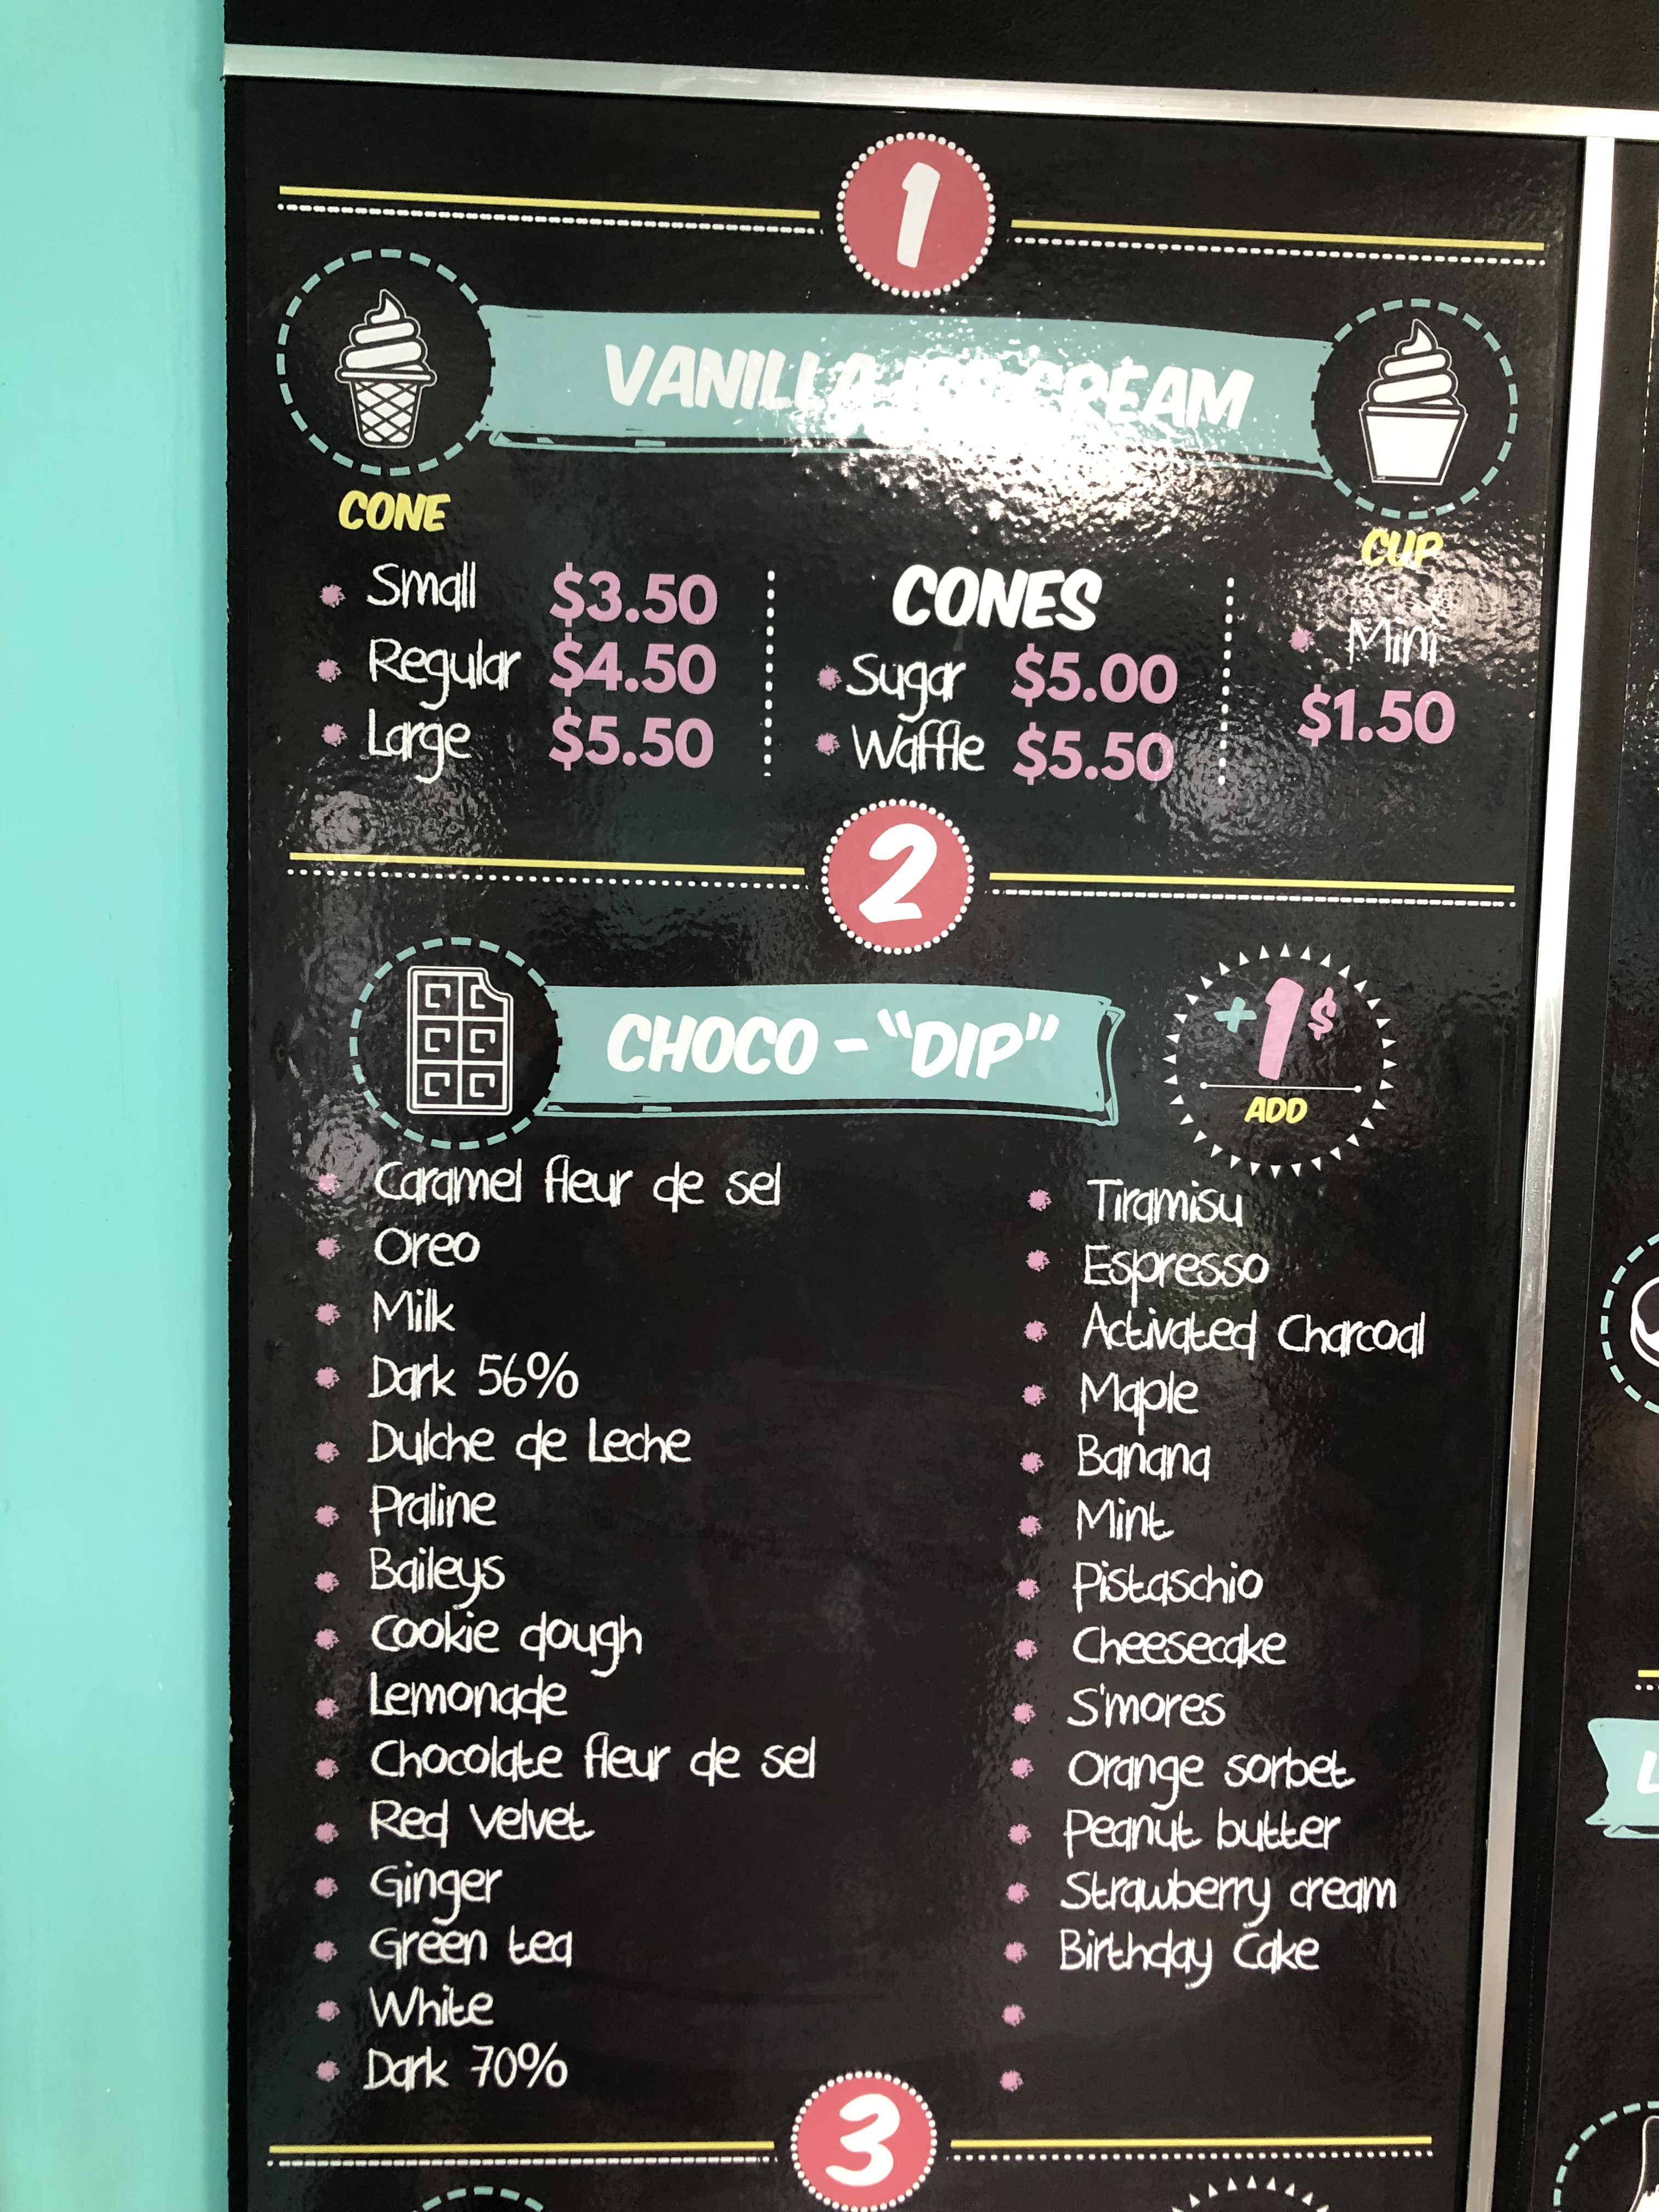 1
VANILLA ICE CREAM
CONE
Small $3.50
Regular $4.50
Large $5.50
CONES
Sugar $5.00
Waffle $5.50
CUP
Mini
$1.50
2
CHOCO - "DIP"
+1$
ADD
Caramel fleur de sel
Oreo
Milk
Dark 56%
Dulche de Leche
Praline
Baileys
Cookie dough
Lemonade
Chocolate fleur de sel
Red velvet
Ginger
Green tea
White
Dark 70%
Tiramisu
Espresso
Activated Charcoal
Maple
Banana
Mint
Pistaschio
Cheesecake
S'mores
Orange sorbet
Peanut butter
Strawberry cream
Birthday Cake
3